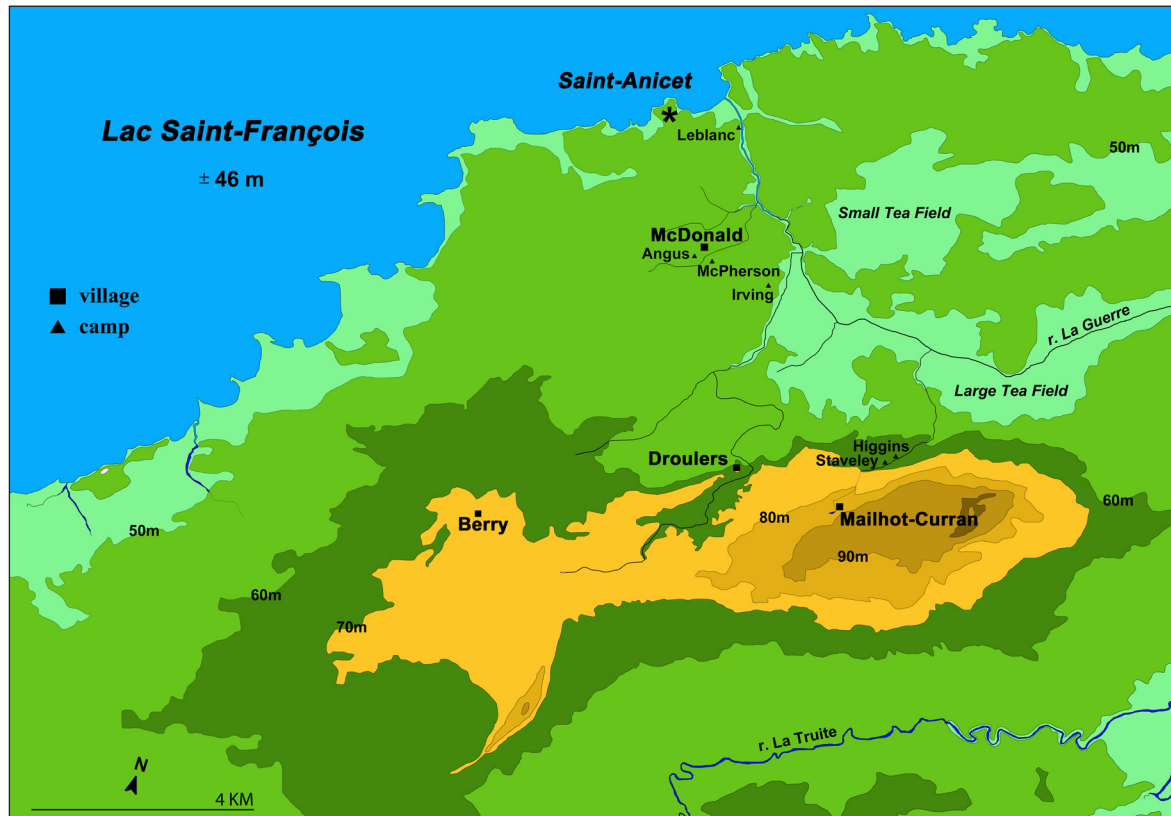 Saint-Anicet
*
Lac Saint-François
± 46 m
Leblanc
50m
Small Tea Field
McDonald
Angus
McPherson
Irving
village
camp
r. La Guerre
Large Tea Field
Higgins
Staveley
Droulers
Berry
80m
Mailhot-Curran
60m
50m
90m
60m
70m
r. La Truite
N
4 KM